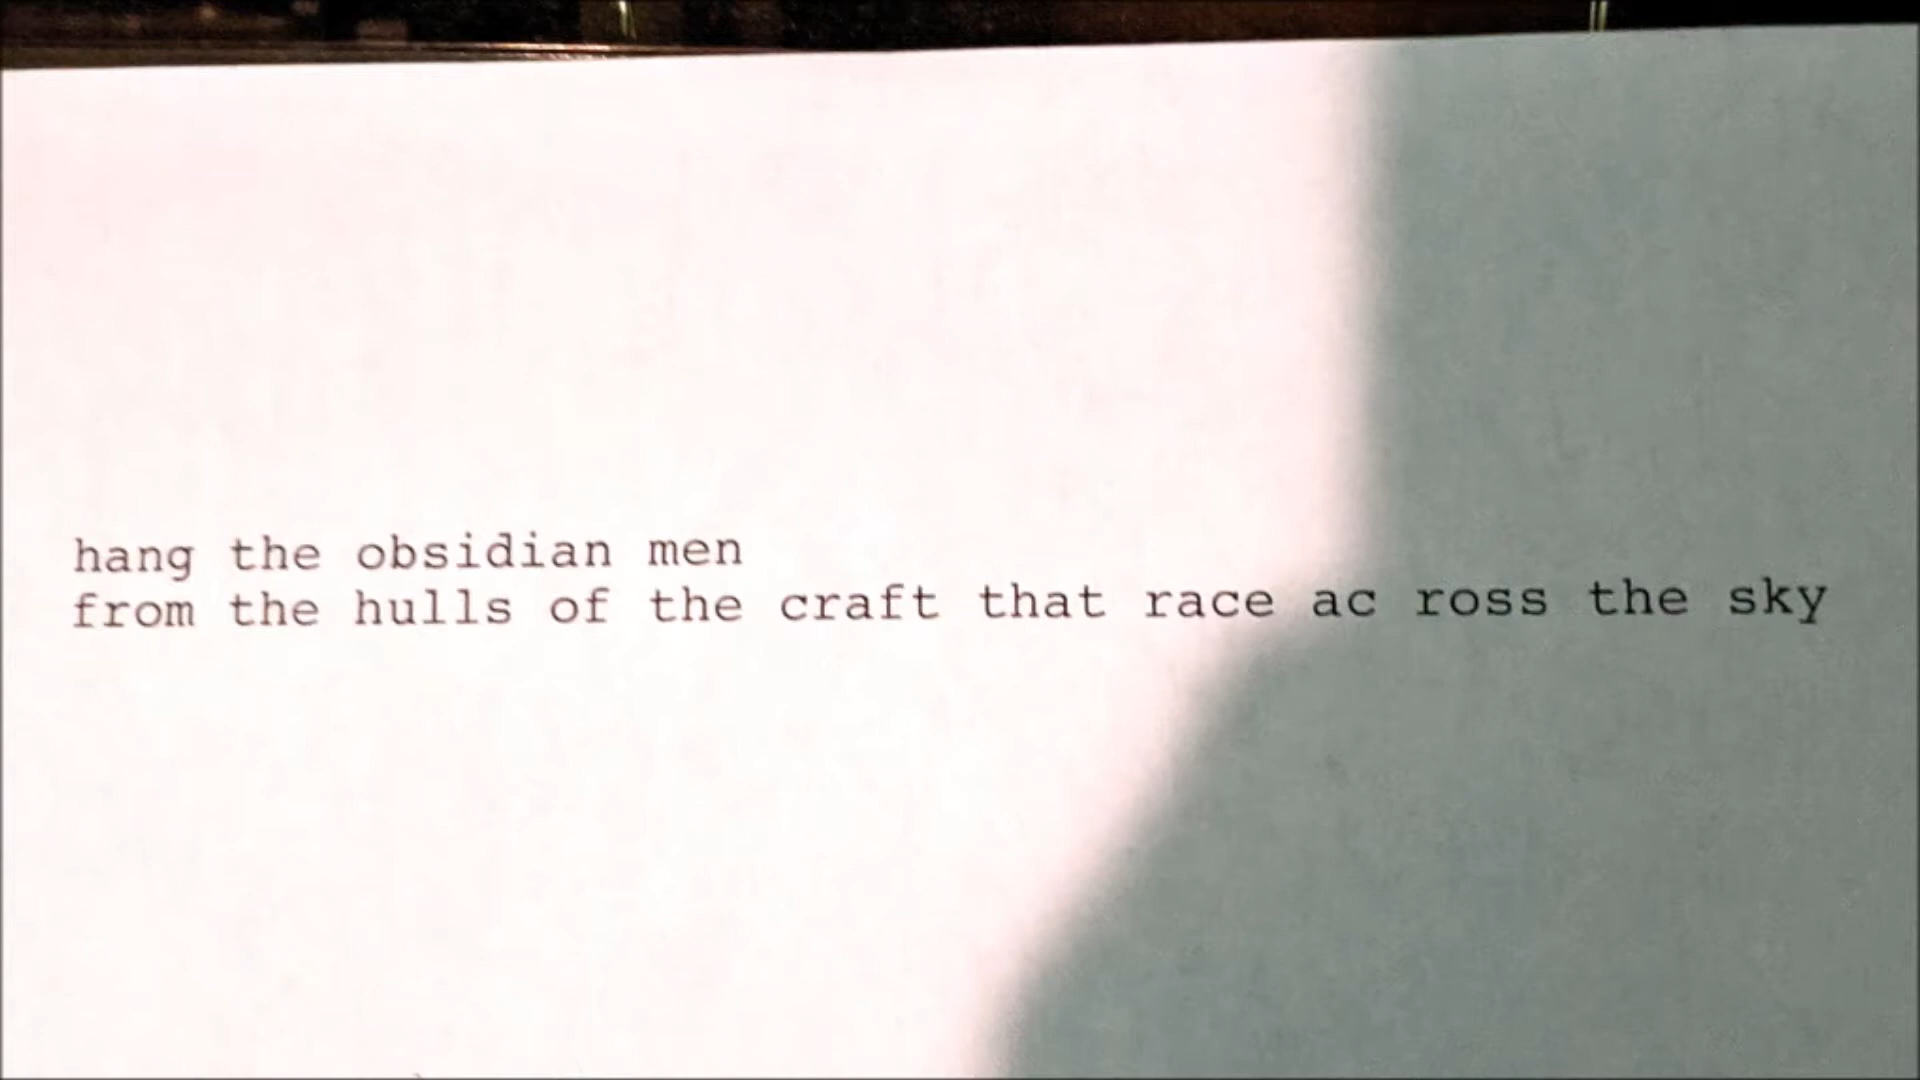 hang the obsidian men
from the hulls of the craft that race ac ross the sky